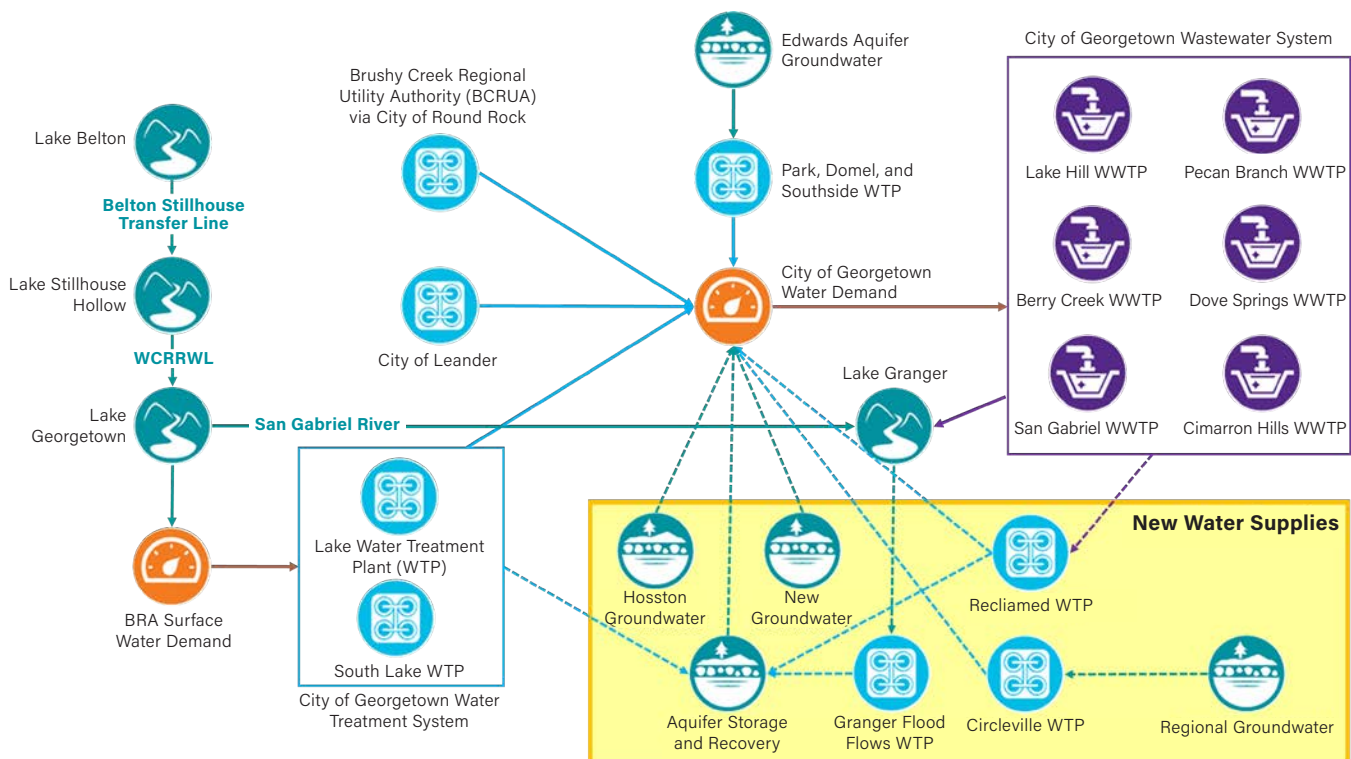 Edwards Aquifer
Groundwater
City of Georgetown Wastewater System
Brushy Creek Regional
Utility Authority (BCRUA)
via City of Round Rock
Lake Belton
Belton Stillhouse
Transfer Line
Park, Domel, and
Southside WTP
Lake Hill WWTP
Pecan Branch WWTP
Lake Stillhouse
Hollow
City of Georgetown
Water Demand
Berry Creek WWTP
Dove Springs WWTP
WCRRWL
City of Leander
Lake Granger
Lake
Georgetown
San Gabriel River
San Gabriel WWTP
Cimarron Hills WWTP
New Water Supplies
Lake Water Treatment
Plant (WTP)
Hosston
Groundwater
New
Groundwater
Recliamed WTP
BRA Surface
Water Demand
South Lake WTP
City of Georgetown Water
Treatment System
Aquifer Storage
and Recovery
Granger Flood
Flows WTP
Circleville WTP
Regional Groundwater